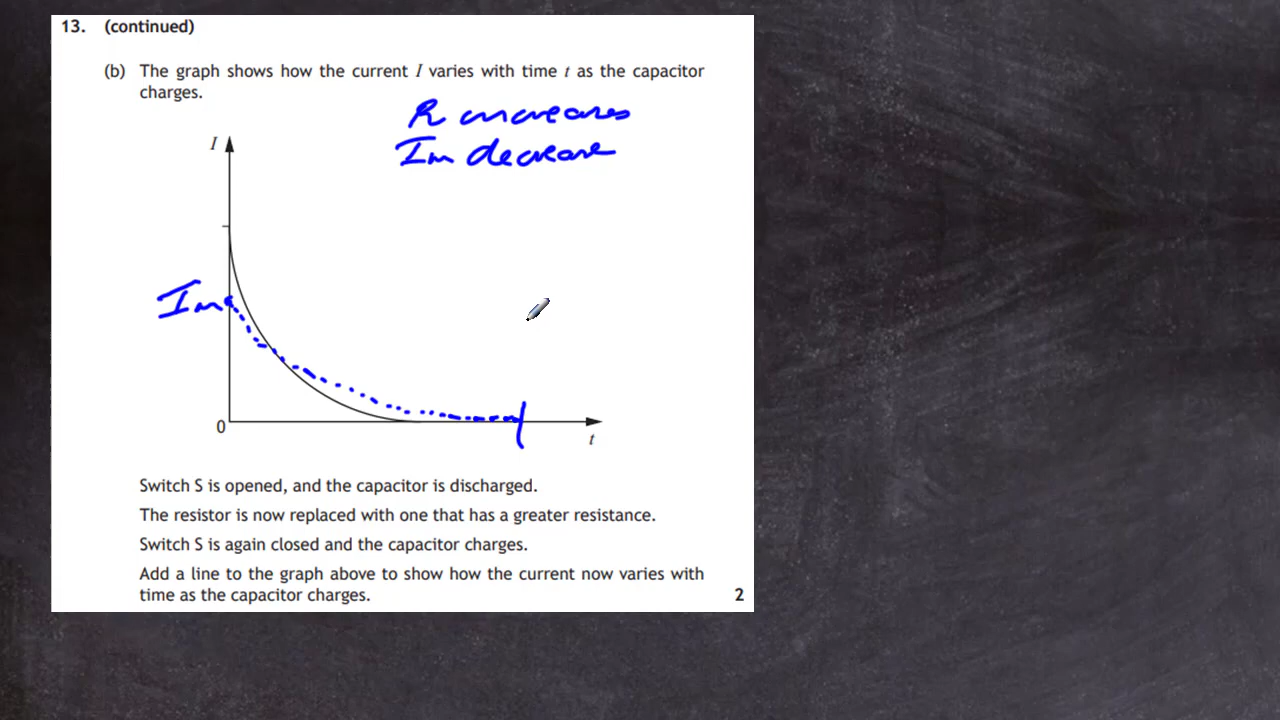 13. (continued)
(b) The graph shows how the current I varies with time t as the capacitor
charges.
R increases
Im decrease
I
Im
0
t
Switch S is opened, and the capacitor is discharged.
The resistor is now replaced with one that has a greater resistance.
Switch S is again closed and the capacitor charges.
Add a line to the graph above to show how the current now varies with
time as the capacitor charges.
2